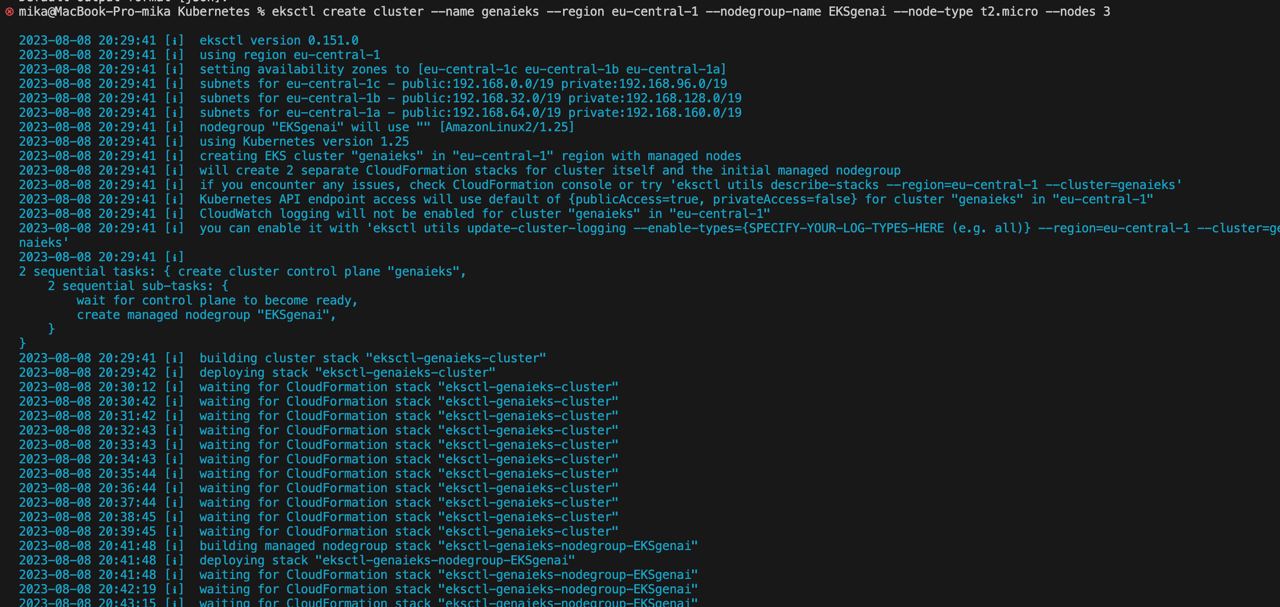 Default output format [json]:
mika@MacBook-Pro-mika Kubernetes % eksctl create cluster --name genaieks --region eu-central-1 --nodegroup-name EKSgenai --node-type t2.micro --nodes 3
2023-08-08 20:29:41 [ℹ]  eksctl version 0.151.0
2023-08-08 20:29:41 [ℹ]  using region eu-central-1
2023-08-08 20:29:41 [ℹ]  setting availability zones to [eu-central-1c eu-central-1b eu-central-1a]
2023-08-08 20:29:41 [ℹ]  subnets for eu-central-1c - public:192.168.0.0/19 private:192.168.96.0/19
2023-08-08 20:29:41 [ℹ]  subnets for eu-central-1b - public:192.168.32.0/19 private:192.168.128.0/19
2023-08-08 20:29:41 [ℹ]  subnets for eu-central-1a - public:192.168.64.0/19 private:192.168.160.0/19
2023-08-08 20:29:41 [ℹ]  nodegroup "EKSgenai" will use "" [AmazonLinux2/1.25]
2023-08-08 20:29:41 [ℹ]  using Kubernetes version 1.25
2023-08-08 20:29:41 [ℹ]  creating EKS cluster "genaieks" in "eu-central-1" region with managed nodes
2023-08-08 20:29:41 [ℹ]  will create 2 separate CloudFormation stacks for cluster itself and the initial managed nodegroup
2023-08-08 20:29:41 [ℹ]  if you encounter any issues, check CloudFormation console or try 'eksctl utils describe-stacks --region=eu-central-1 --cluster=genaieks'
2023-08-08 20:29:41 [ℹ]  Kubernetes API endpoint access will use default of {publicAccess=true, privateAccess=false} for cluster "genaieks" in "eu-central-1"
2023-08-08 20:29:41 [ℹ]  CloudWatch logging will not be enabled for cluster "genaieks" in "eu-central-1"
2023-08-08 20:29:41 [ℹ]  you can enable it with 'eksctl utils update-cluster-logging --enable-types={SPECIFY-YOUR-LOG-TYPES-HERE (e.g. all)} --region=eu-central-1 --cluster=ge
naieks'
2023-08-08 20:29:41 [ℹ]
2 sequential tasks: { create cluster control plane "genaieks",
    2 sequential sub-tasks: {
        wait for control plane to become ready,
        create managed nodegroup "EKSgenai",
    }
}
2023-08-08 20:29:41 [ℹ]  building cluster stack "eksctl-genaieks-cluster"
2023-08-08 20:29:42 [ℹ]  deploying stack "eksctl-genaieks-cluster"
2023-08-08 20:30:12 [ℹ]  waiting for CloudFormation stack "eksctl-genaieks-cluster"
2023-08-08 20:30:42 [ℹ]  waiting for CloudFormation stack "eksctl-genaieks-cluster"
2023-08-08 20:31:42 [ℹ]  waiting for CloudFormation stack "eksctl-genaieks-cluster"
2023-08-08 20:32:43 [ℹ]  waiting for CloudFormation stack "eksctl-genaieks-cluster"
2023-08-08 20:33:43 [ℹ]  waiting for CloudFormation stack "eksctl-genaieks-cluster"
2023-08-08 20:34:43 [ℹ]  waiting for CloudFormation stack "eksctl-genaieks-cluster"
2023-08-08 20:35:44 [ℹ]  waiting for CloudFormation stack "eksctl-genaieks-cluster"
2023-08-08 20:36:44 [ℹ]  waiting for CloudFormation stack "eksctl-genaieks-cluster"
2023-08-08 20:37:44 [ℹ]  waiting for CloudFormation stack "eksctl-genaieks-cluster"
2023-08-08 20:38:45 [ℹ]  waiting for CloudFormation stack "eksctl-genaieks-cluster"
2023-08-08 20:39:45 [ℹ]  waiting for CloudFormation stack "eksctl-genaieks-cluster"
2023-08-08 20:41:48 [ℹ]  building managed nodegroup stack "eksctl-genaieks-nodegroup-EKSgenai"
2023-08-08 20:41:48 [ℹ]  deploying stack "eksctl-genaieks-nodegroup-EKSgenai"
2023-08-08 20:41:48 [ℹ]  waiting for CloudFormation stack "eksctl-genaieks-nodegroup-EKSgenai"
2023-08-08 20:42:19 [ℹ]  waiting for CloudFormation stack "eksctl-genaieks-nodegroup-EKSgenai"
2023-08-08 20:43:15 [ℹ]  waiting for CloudFormation stack "eksctl-genaieks-nodegroup-EKSgenai"